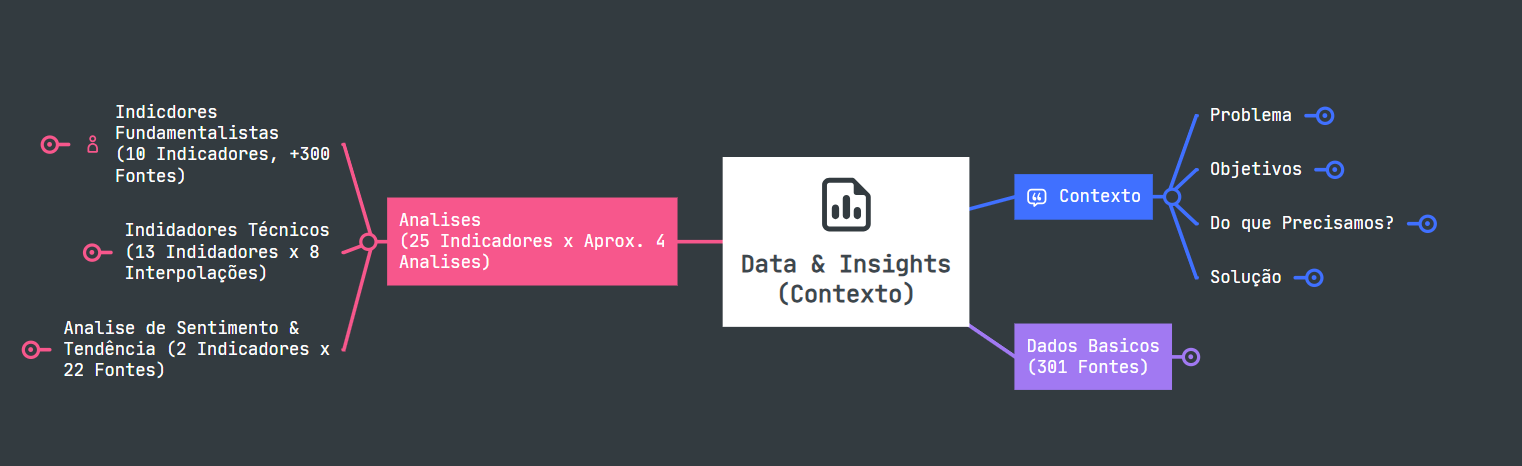 Indicdores
Fundamentalistas
(10 Indicadores, +300
Fontes)
Indidadores Técnicos
(13 Indidadores x 8
Interpolações)
Analise de Sentimento &
Tendência (2 Indicadores x
22 Fontes)
Analises
(25 Indicadores x Aprox. 4
Analises)
Data & Insights
(Contexto)
Contexto
Problema
Objetivos
Do que Precisamos?
Solução
Dados Basicos
(301 Fontes)